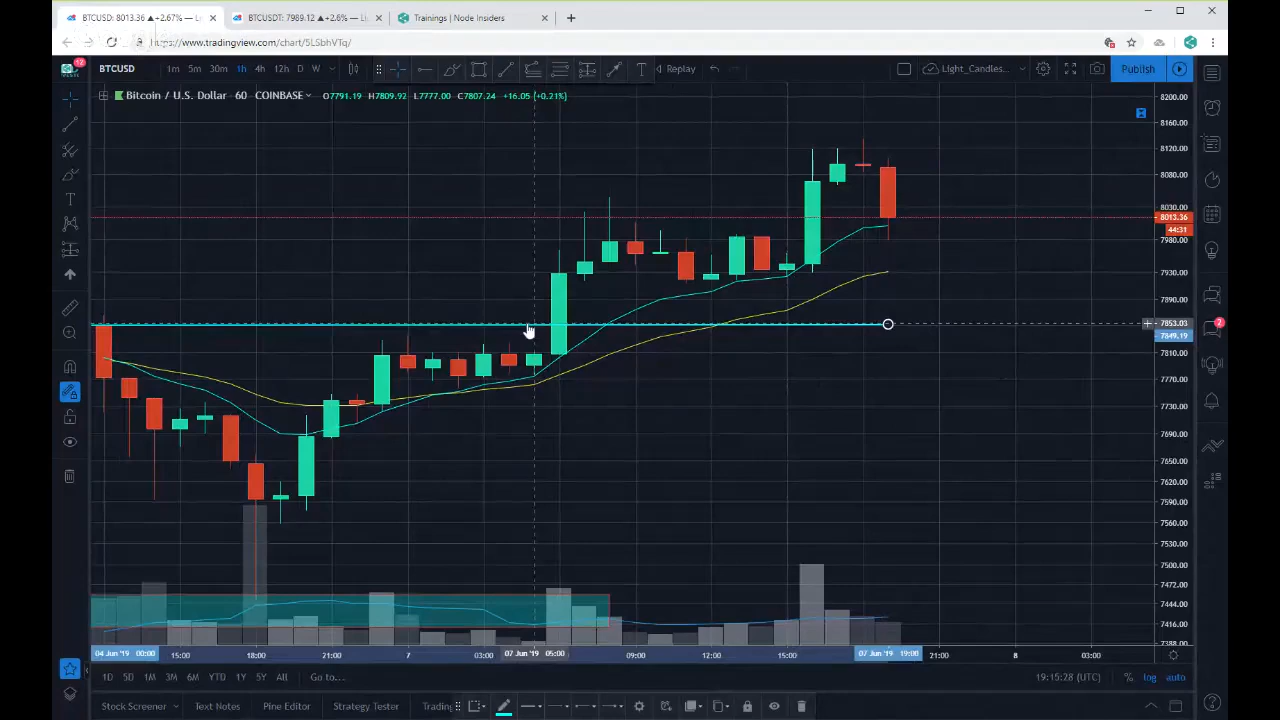 BTCUSD: 8013.36 ▲+2.67% — Li
BTCUSDT: 7989.12 ▲+2.6% — Li
Trainings | Node Insiders
https://www.tradingview.com/chart/5LSbhVTq/
12
BTCUSD
1m 5m 30m 1h 4h 12h D W
Replay
Light_Candles...
Publish
Bitcoin / U.S. Dollar 60 COINBASE
O7791.19 H7809.92 L7777.00 C7807.24 +16.05 (+0.21%)
8200.00
8160.00
8120.00
8080.00
8030.00
8013.36
44:31
7980.00
7930.00
7890.00
7853.03
7849.19
7810.00
7770.00
7730.00
7690.00
7650.00
7620.00
7590.00
7560.00
7530.00
7500.00
7472.00
7444.00
7416.00
7388.00
2
04 Jun '19 00:00 15:00 18:00 21:00 7 03:00 07 Jun '19 05:00 09:00 12:00 15:00 07 Jun '19 19:00 21:00 8 03:00
1D 5D 1M 3M 6M YTD 1Y 5Y All Go to...
19:15:28 (UTC) % log auto
Stock Screener Text Notes Pine Editor Strategy Tester Trading